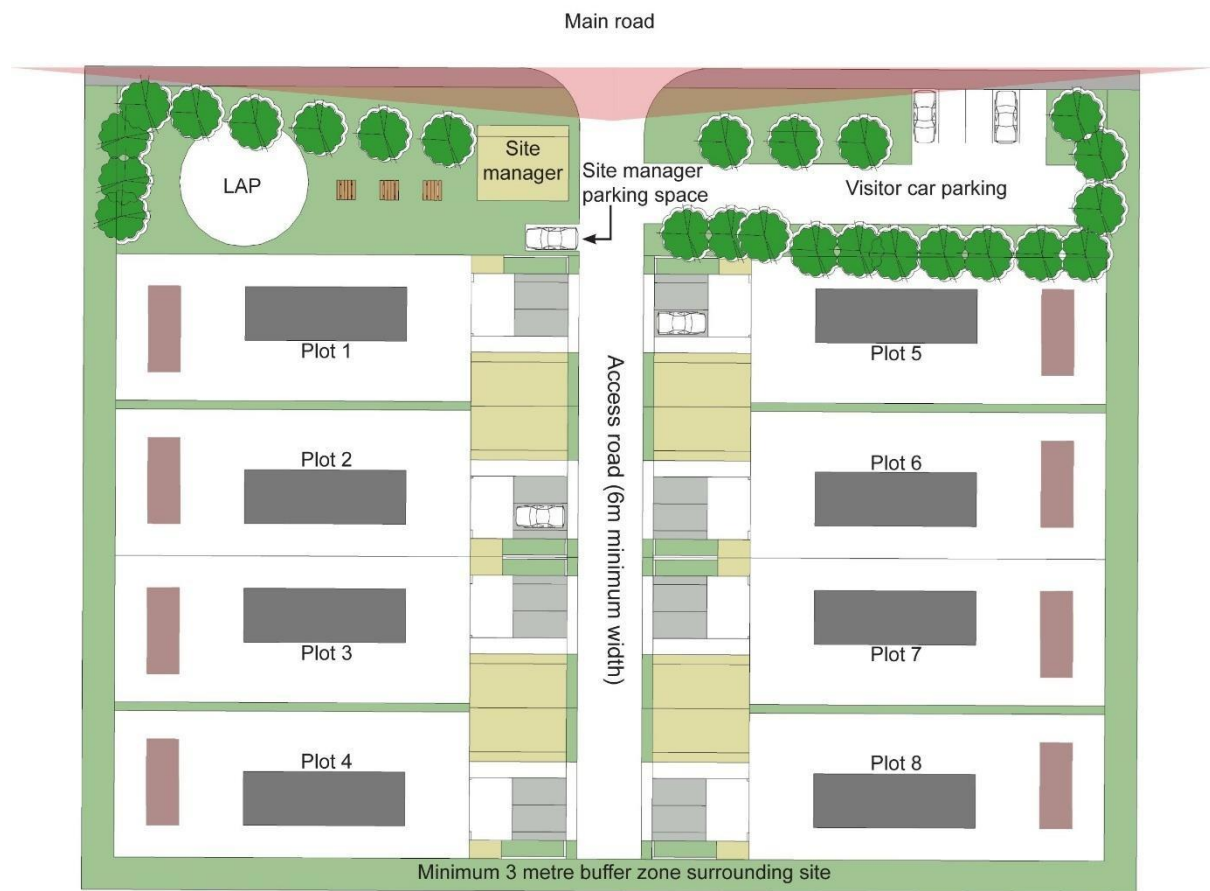 Main road
Site
manager
LAP
Site manager
parking space
Visitor car parking
Plot 1
Plot 5
Access road (6m minimum width)
Plot 2
Plot 6
Plot 3
Plot 7
Plot 4
Plot 8
Minimum 3 metre buffer zone surrounding site